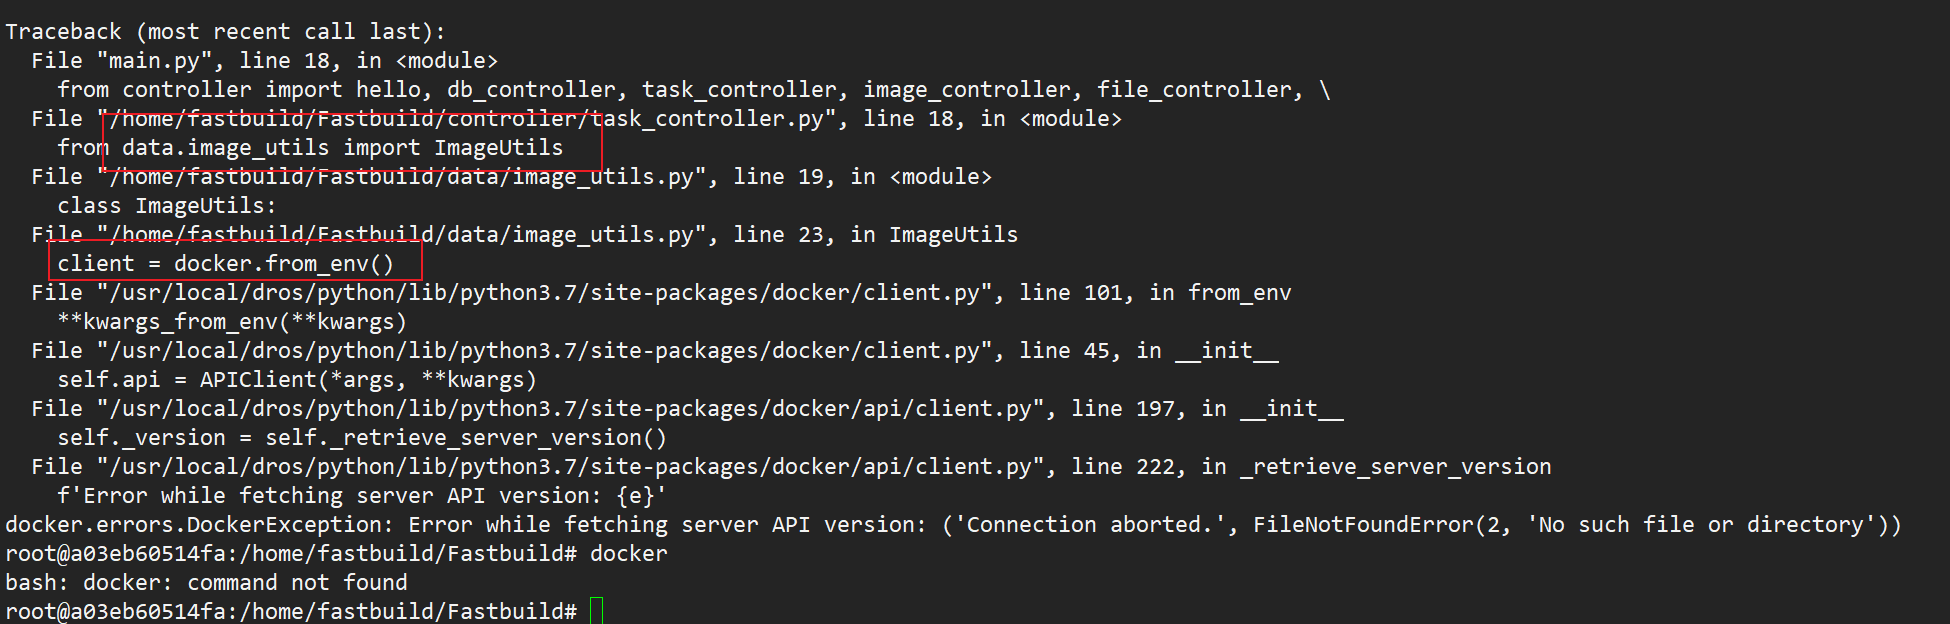 Traceback (most recent call last):
  File "main.py", line 18, in <module>
    from controller import hello, db_controller, task_controller, image_controller, file_controller, \
  File "/home/fastbuild/Fastbuild/controller/task_controller.py", line 18, in <module>
    from data.image_utils import ImageUtils
  File "/home/fastbuild/Fastbuild/data/image_utils.py", line 19, in <module>
    class ImageUtils:
  File "/home/fastbuild/Fastbuild/data/image_utils.py", line 23, in ImageUtils
    client = docker.from_env()
  File "/usr/local/dros/python/lib/python3.7/site-packages/docker/client.py", line 101, in from_env
    **kwargs_from_env(**kwargs)
  File "/usr/local/dros/python/lib/python3.7/site-packages/docker/client.py", line 45, in __init__
    self.api = APIClient(*args, **kwargs)
  File "/usr/local/dros/python/lib/python3.7/site-packages/docker/api/client.py", line 197, in __init__
    self._version = self._retrieve_server_version()
  File "/usr/local/dros/python/lib/python3.7/site-packages/docker/api/client.py", line 222, in _retrieve_server_version
    f'Error while fetching server API version: {e}'
docker.errors.DockerException: Error while fetching server API version: ('Connection aborted.', FileNotFoundError(2, 'No such file or directory'))
root@a03eb60514fa:/home/fastbuild/Fastbuild# docker
bash: docker: command not found
root@a03eb60514fa:/home/fastbuild/Fastbuild#